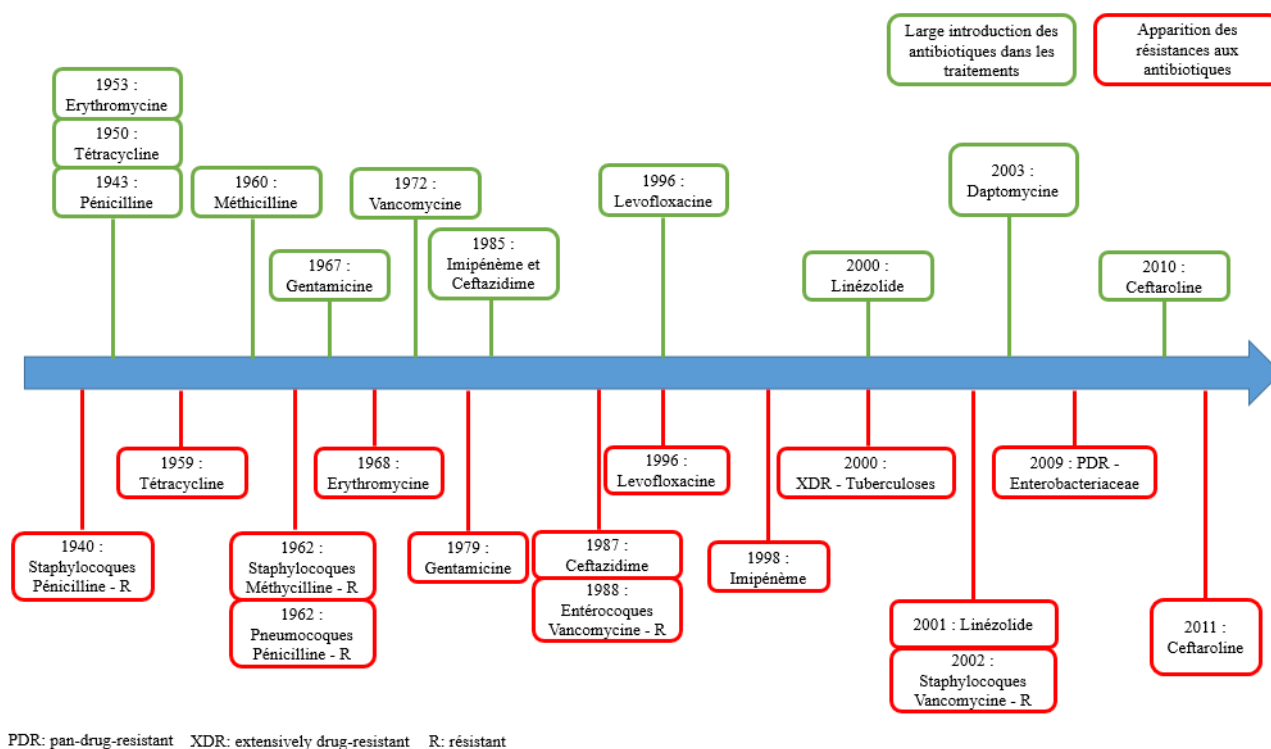 Large introduction des
antibiotiques dans les
traitements
Apparition des
résistances aux
antibiotiques
1953 :
Erythromycine
1950 :
Tétracycline
1943 :
Pénicilline
1960 :
Méthicilline
1967 :
Gentamicine
1972 :
Vancomycine
1985 :
Imipénème et
Ceftazidime
1996 :
Levofloxacine
2000 :
Linézolide
2003 :
Daptomycine
2010 :
Ceftaroline
1940 :
Staphylocoques
Pénicilline - R
1959 :
Tétracycline
1962 :
Staphylocoques
Méthycilline - R
1962 :
Pneumocoques
Pénicilline - R
1968 :
Erythromycine
1979 :
Gentamicine
1987 :
Ceftazidime
1988 :
Entérocoques
Vancomycine - R
1996 :
Levofloxacine
1998 :
Imipénème
2000 :
XDR - Tuberculoses
2001 : Linézolide
2002 :
Staphylocoques
Vancomycine - R
2009 : PDR -
Enterobacteriaceae
2011 :
Ceftaroline
PDR: pan-drug-resistant XDR: extensively drug-resistant R: résistant